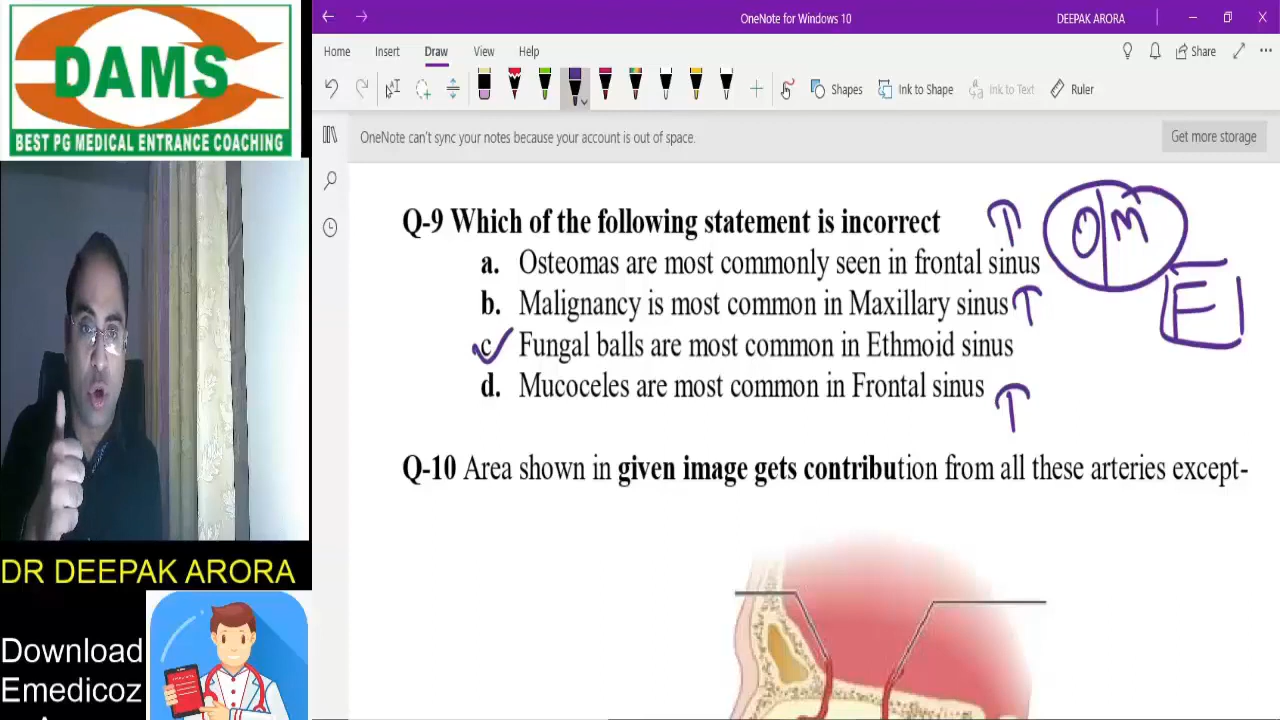 DAMS
BEST PG MEDICAL ENTRANCE COACHING
OneNote for Windows 10
DEEPAK ARORA
Home Insert Draw View Help
Share
Shapes Ink to Shape Ink to Text Ruler
OneNote can't sync your notes because your account is out of space.
Get more storage
Q-9 Which of the following statement is incorrect
a. Osteomas are most commonly seen in frontal sinus
b. Malignancy is most common in Maxillary sinus
c. Fungal balls are most common in Ethmoid sinus
d. Mucoceles are most common in Frontal sinus
O M
F
Q-10 Area shown in given image gets contribution from all these arteries except-
DR DEEPAK ARORA
Download
Emedicoz